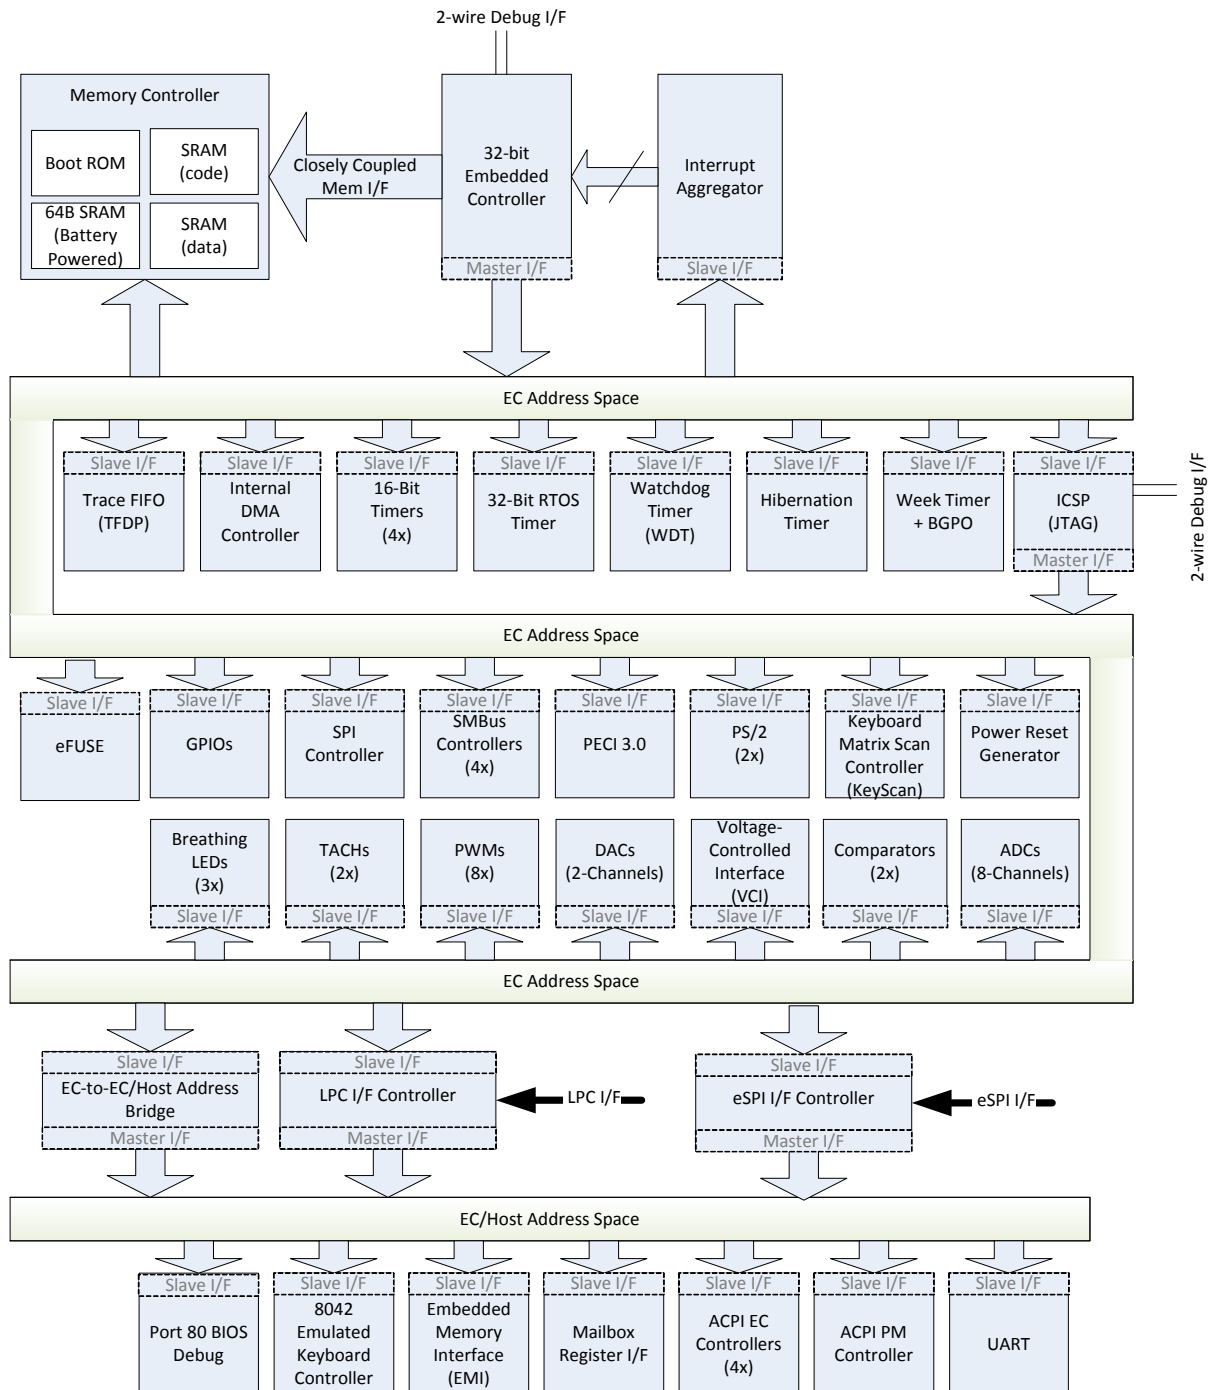 2-wire Debug I/F
Memory Controller
Boot ROM
SRAM
(code)
64B SRAM
(Battery
Powered)
SRAM
(data)
Closely Coupled
Mem I/F
32-bit
Embedded
Controller
Master I/F
Interrupt
Aggregator
Slave I/F
EC Address Space
Slave I/F
Trace FIFO
(TFDP)
Slave I/F
Internal
DMA
Controller
Slave I/F
16-Bit
Timers
(4x)
Slave I/F
32-Bit RTOS
Timer
Slave I/F
Watchdog
Timer
(WDT)
Slave I/F
Hibernation
Timer
Slave I/F
Week Timer
+ BGPO
Slave I/F
ICSP
(JTAG)
Master I/F
2-wire Debug I/F
EC Address Space
Slave I/F
eFUSE
Slave I/F
GPIOs
Slave I/F
SPI
Controller
Slave I/F
SMBus
Controllers
(4x)
Slave I/F
PECI 3.0
Slave I/F
PS/2
(2x)
Slave I/F
Keyboard
Matrix Scan
Controller
(KeyScan)
Slave I/F
Power Reset
Generator
Breathing
LEDs
(3x)
Slave I/F
TACHs
(2x)
Slave I/F
PWMs
(8x)
Slave I/F
DACs
(2-Channels)
Slave I/F
Voltage-
Controlled
Interface
(VCI)
Slave I/F
Comparators
(2x)
Slave I/F
ADCs
(8-Channels)
Slave I/F
EC Address Space
Slave I/F
EC-to-EC/Host Address
Bridge
Master I/F
Slave I/F
LPC I/F Controller
Master I/F
LPC I/F
Slave I/F
eSPI I/F Controller
Master I/F
eSPI I/F
EC/Host Address Space
Slave I/F
Port 80 BIOS
Debug
Slave I/F
8042
Emulated
Keyboard
Controller
Slave I/F
Embedded
Memory
Interface
(EMI)
Slave I/F
Mailbox
Register I/F
Slave I/F
ACPI EC
Controllers
(4x)
Slave I/F
ACPI PM
Controller
Slave I/F
UART